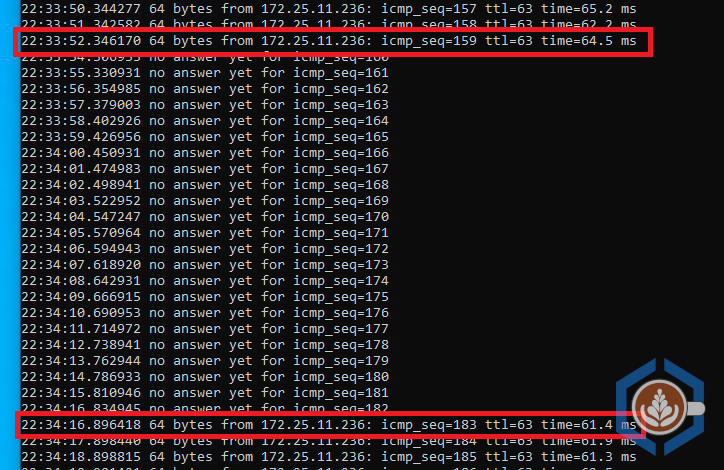 22:33:50.344277 64 bytes from 172.25.11.236: icmp_seq=157 ttl=63 time=65.2 ms
22:33:51.342582 64 bytes from 172.25.11.236: icmp_seq=158 ttl=63 time=62.2 ms
22:33:52.346170 64 bytes from 172.25.11.236: icmp_seq=159 ttl=63 time=64.5 ms
22:33:54.306933 no answer yet for icmp_seq=160
22:33:55.330931 no answer yet for icmp_seq=161
22:33:56.354985 no answer yet for icmp_seq=162
22:33:57.379003 no answer yet for icmp_seq=163
22:33:58.402926 no answer yet for icmp_seq=164
22:33:59.426956 no answer yet for icmp_seq=165
22:34:00.450931 no answer yet for icmp_seq=166
22:34:01.474983 no answer yet for icmp_seq=167
22:34:02.498941 no answer yet for icmp_seq=168
22:34:03.522952 no answer yet for icmp_seq=169
22:34:04.547247 no answer yet for icmp_seq=170
22:34:05.570964 no answer yet for icmp_seq=171
22:34:06.594943 no answer yet for icmp_seq=172
22:34:07.618920 no answer yet for icmp_seq=173
22:34:08.642931 no answer yet for icmp_seq=174
22:34:09.666915 no answer yet for icmp_seq=175
22:34:10.690953 no answer yet for icmp_seq=176
22:34:11.714972 no answer yet for icmp_seq=177
22:34:12.738941 no answer yet for icmp_seq=178
22:34:13.762944 no answer yet for icmp_seq=179
22:34:14.786933 no answer yet for icmp_seq=180
22:34:15.810946 no answer yet for icmp_seq=181
22:34:16.834945 no answer yet for icmp_seq=182
22:34:16.896418 64 bytes from 172.25.11.236: icmp_seq=183 ttl=63 time=61.4 ms
22:34:17.898440 64 bytes from 172.25.11.236: icmp_seq=184 ttl=63 time=61.9 ms
22:34:18.898815 64 bytes from 172.25.11.236: icmp_seq=185 ttl=63 time=61.3 ms